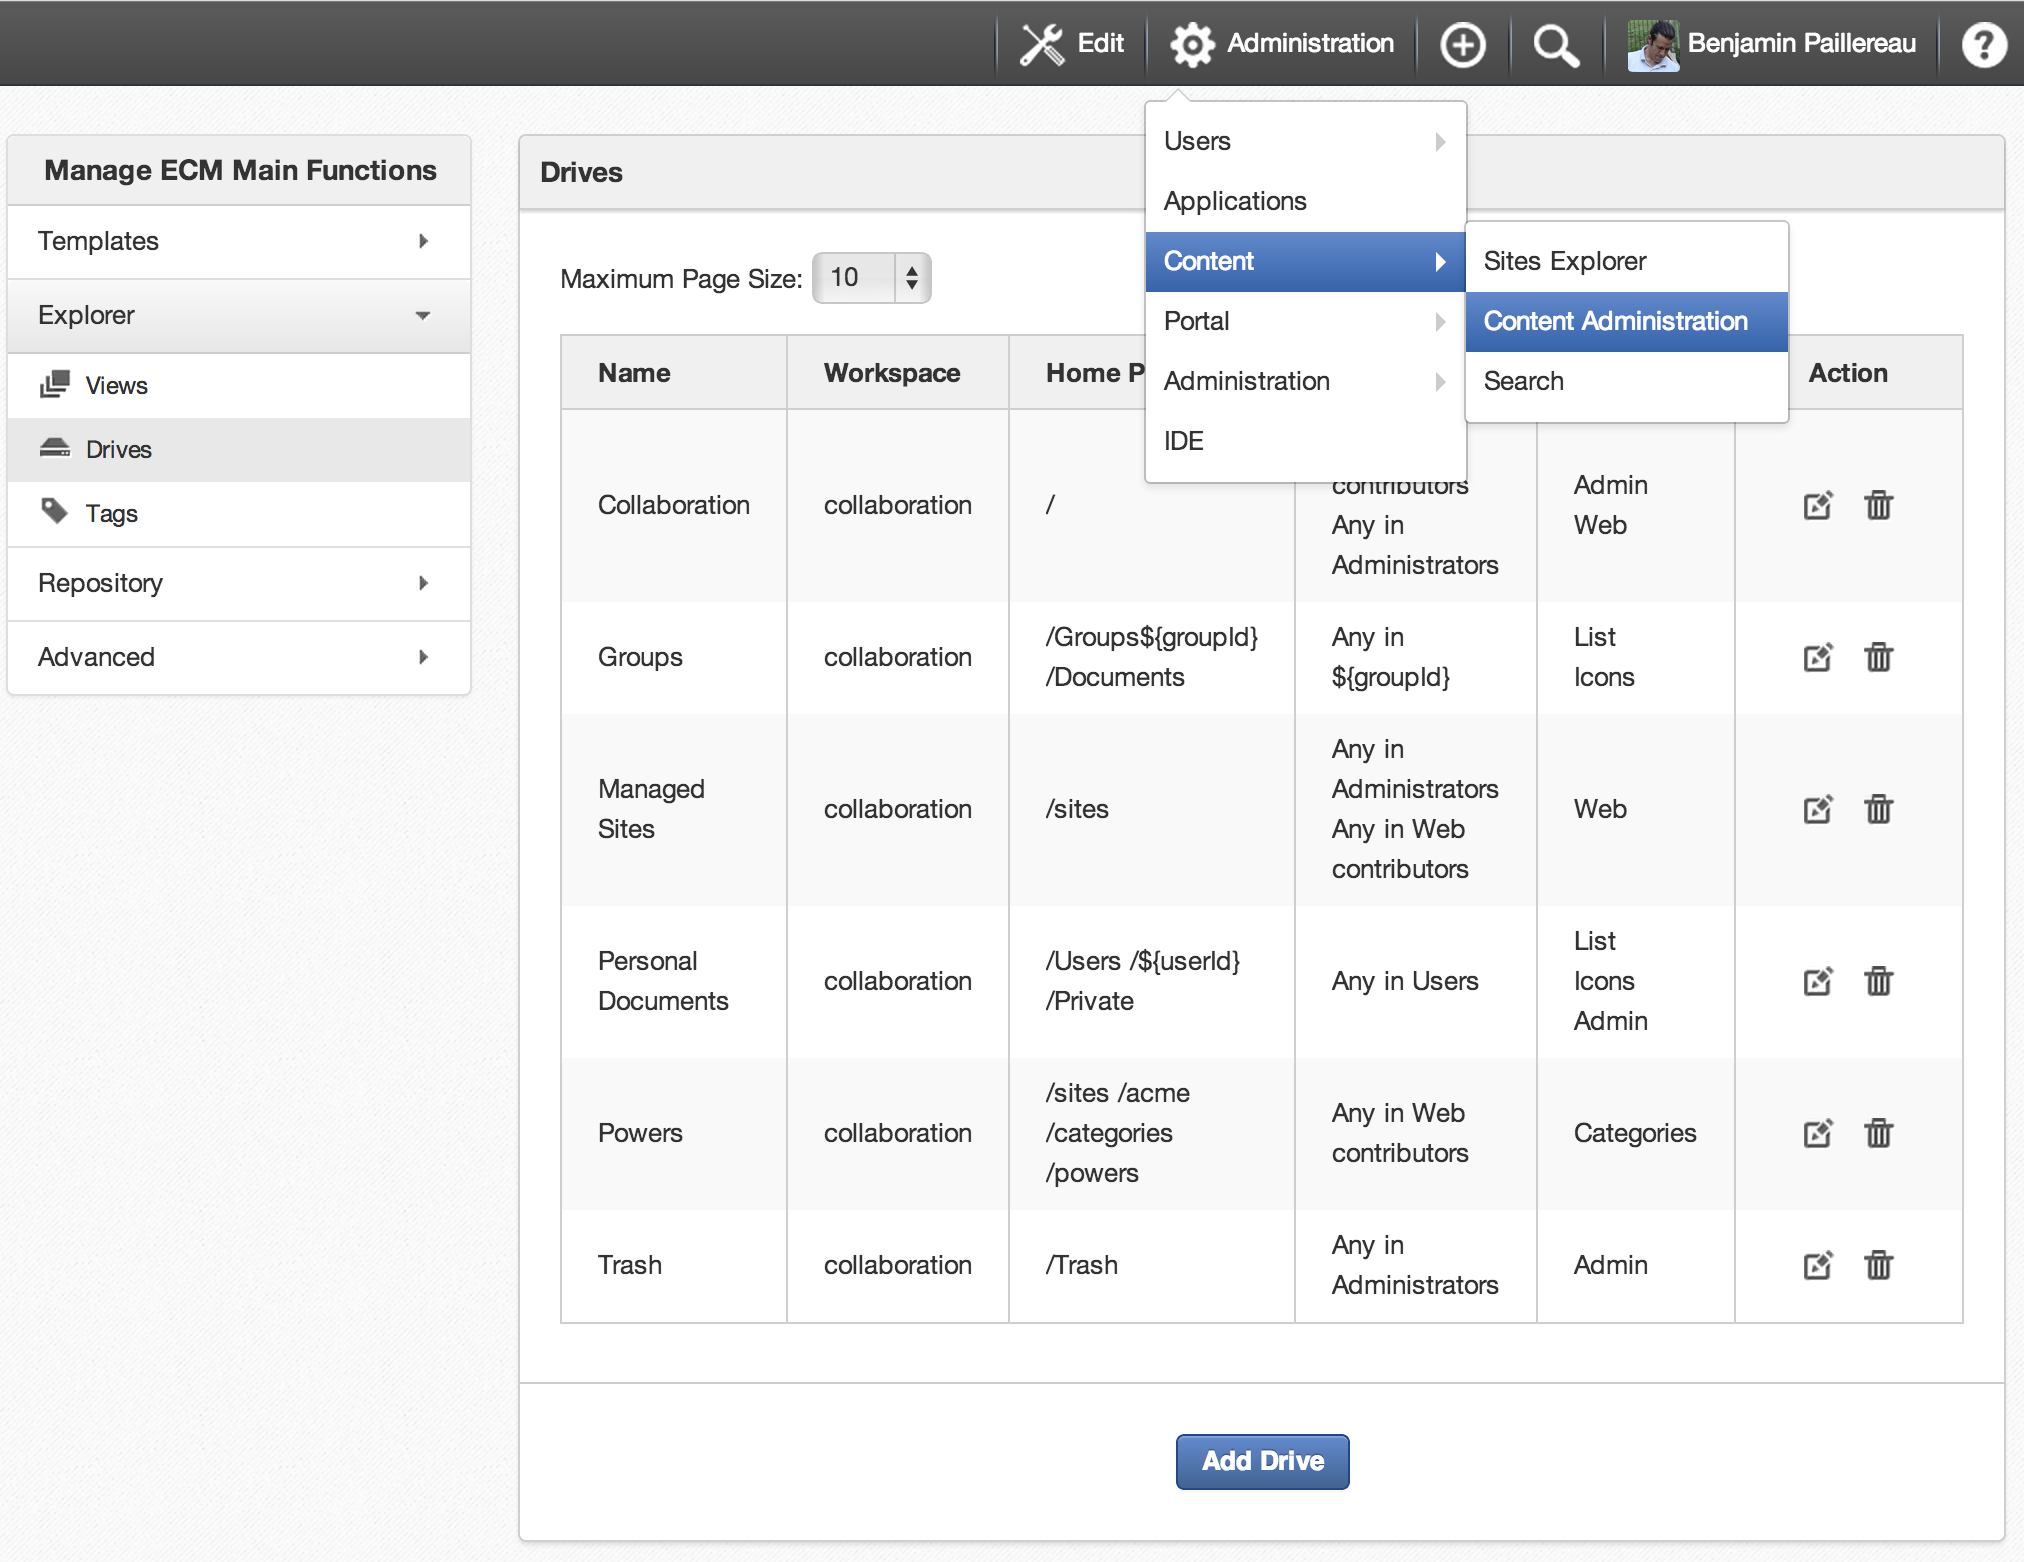 Edit
Administration
Benjamin Paillereau
Users
Applications
Content
Portal
Administration
IDE
Sites Explorer
Content Administration
Search
Manage ECM Main Functions
Templates
Explorer
Views
Drives
Tags
Repository
Advanced
Drives
Maximum Page Size: 10
Name Workspace Home P Action
Collaboration collaboration / contributors
Any in
Administrators
Admin
Web
Groups collaboration /Groups${groupId}
/Documents
Any in
${groupId}
List
Icons
Managed
Sites
collaboration /sites
Any in
Administrators
Any in Web
contributors
Web
Personal
Documents
collaboration
/Users /${userId}
/Private
Any in Users
List
Icons
Admin
Powers collaboration
/sites /acme
/categories
/powers
Any in Web
contributors
Categories
Trash collaboration /Trash
Any in
Administrators
Admin
Add Drive